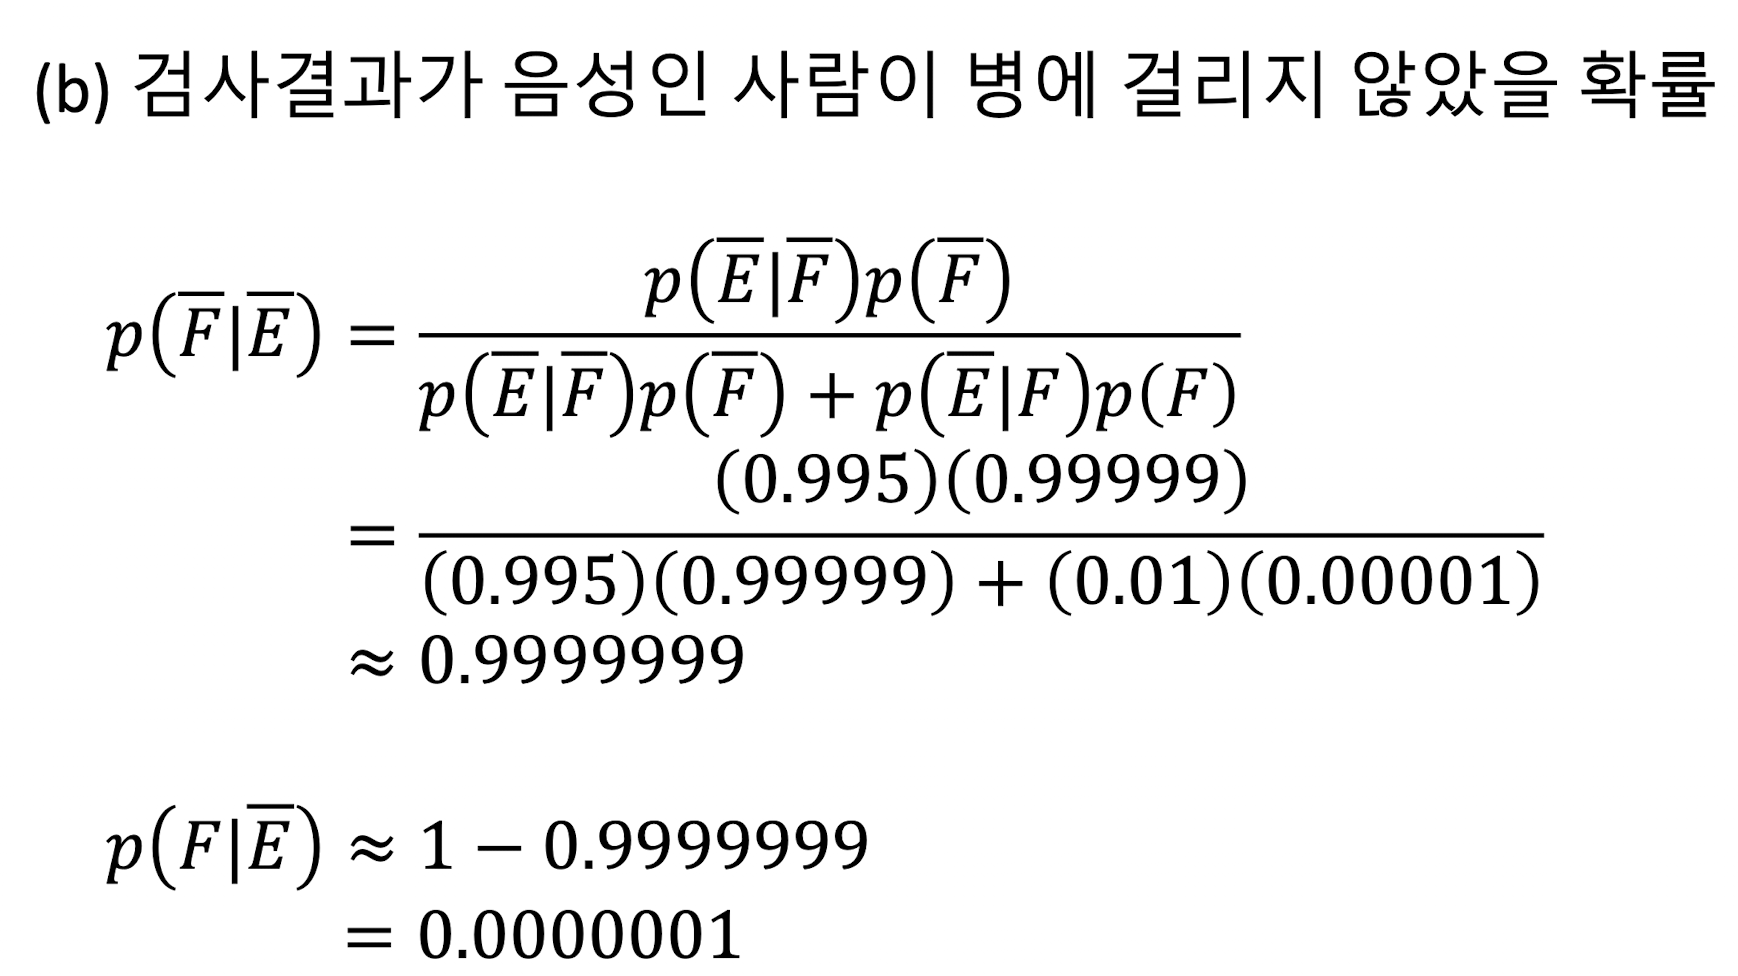 (b) 검사결과가 음성인 사람이 병에 걸리지 않았을 확률
p(F̅|E̅) = p(E̅|F̅)p(F̅) / p(E̅|F̅)p(F̅) + p(E̅|F)p(F)
= (0.995)(0.99999) / (0.995)(0.99999) + (0.01)(0.00001)
≈ 0.9999999
p(F|E̅) ≈ 1 − 0.9999999
= 0.0000001